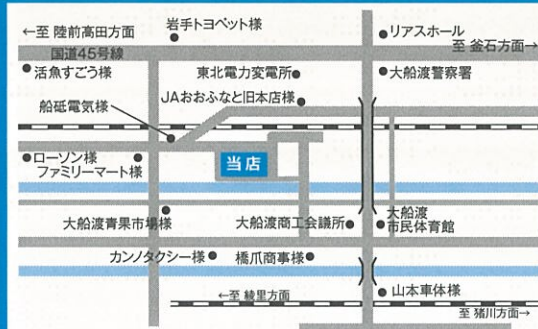 ←至 陸前高田方面
岩手トヨペット様
リアスホール
国道45号線
至 釜石方面→
活魚すごう様
東北電力変電所
大船渡警察署
JAおおふなと旧本店様
船砥電気様
当店
ローソン様
ファミリーマート様
大船渡青果市場様
大船渡商工会議所
大船渡
市民体育館
カンノタクシー様
橋爪商事様
←至 綾里方面
山本車体様
至 猪川方面→